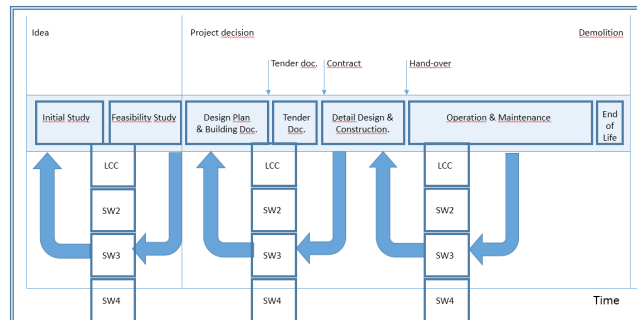 Idea
Project decision
Demolition
Tender doc.
Contract
Hand-over
Initial Study
Feasibility Study
Design Plan
& Building Doc.
Tender
Doc.
Detail Design &
Construction.
Operation & Maintenance
End
of
Life
LCC
LCC
LCC
SW2
SW2
SW2
SW3
SW3
SW3
SW4
SW4
SW4
Time